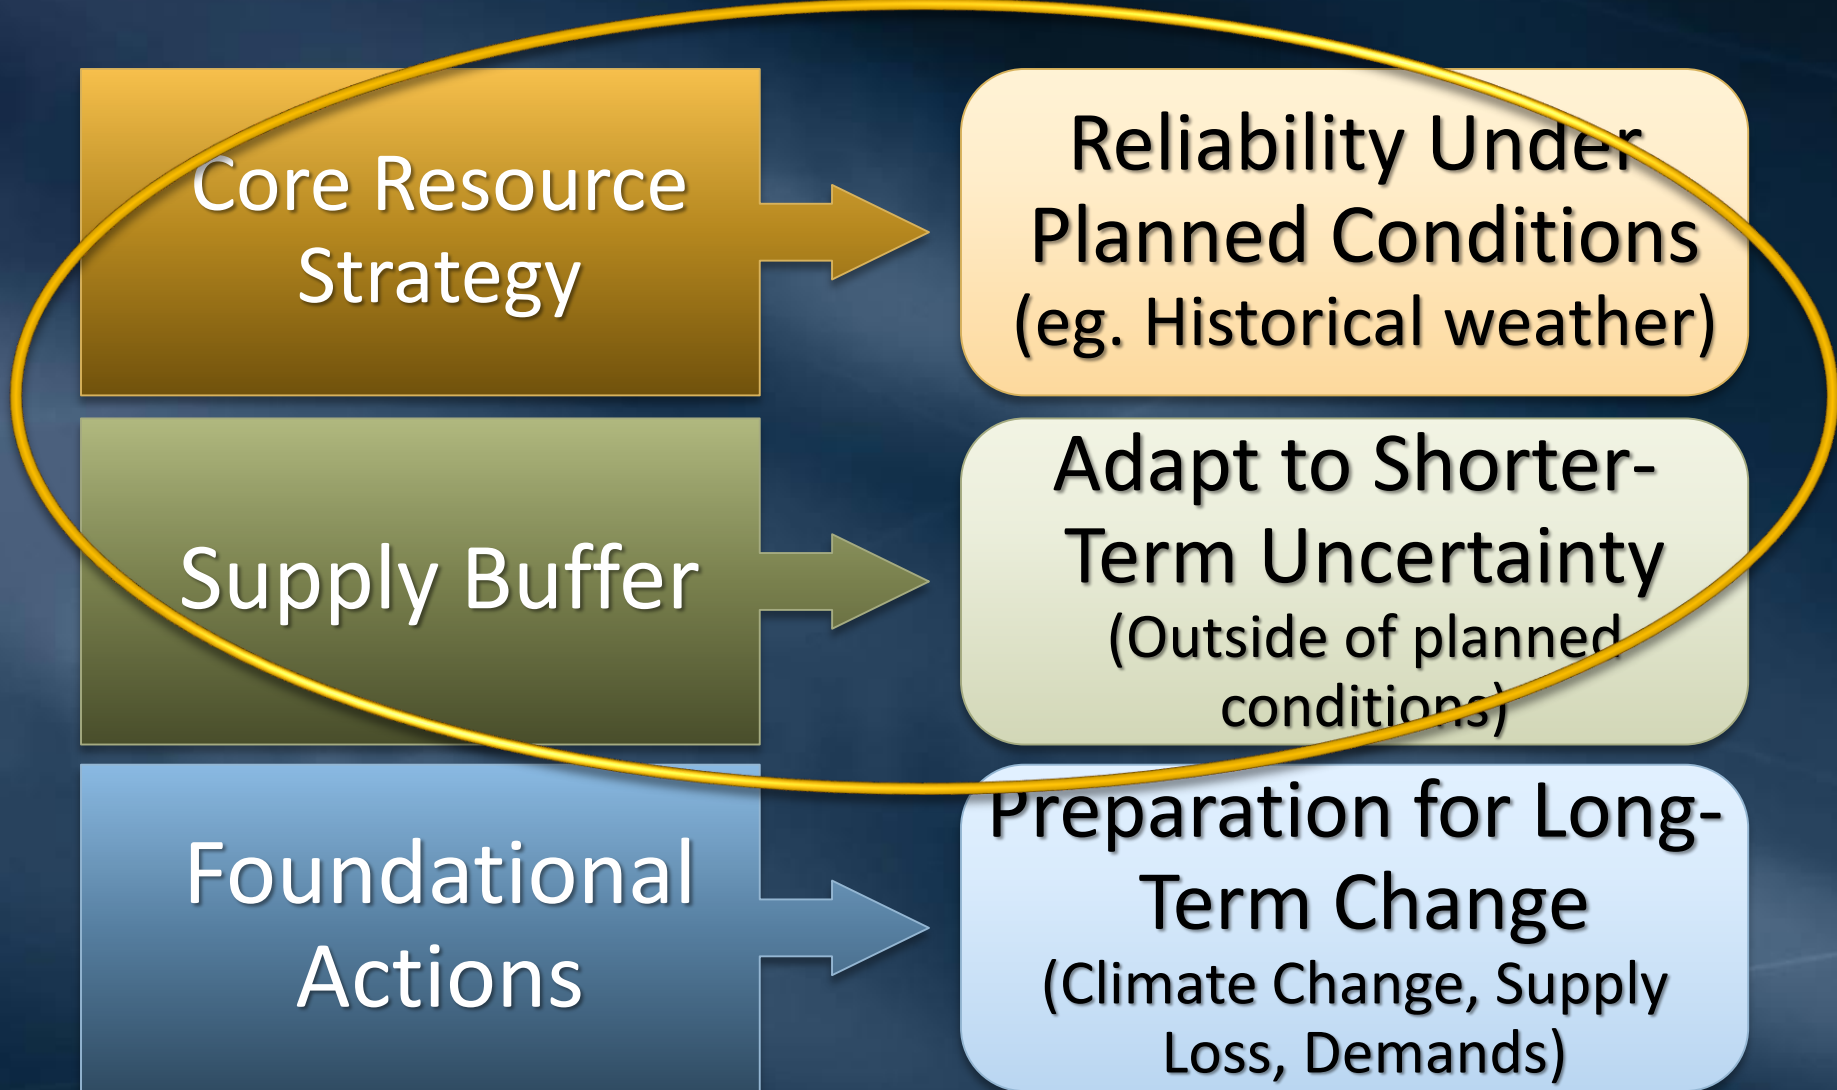 Core Resource
Strategy
Reliability Under
Planned Conditions
(eg. Historical weather)
Supply Buffer
Adapt to Shorter-
Term Uncertainty
(Outside of planned
conditions)
Foundational
Actions
Preparation for Long-
Term Change
(Climate Change, Supply
Loss, Demands)